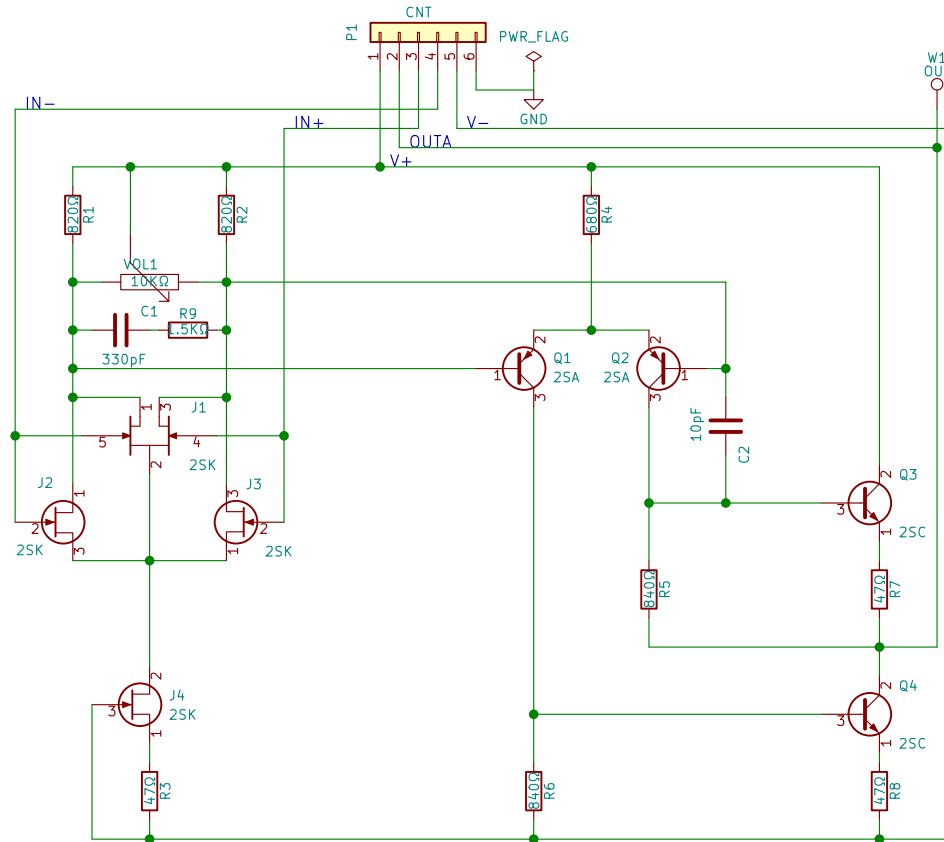 CNT
P1
PWR_FLAG
1 2 3 4 5 6
W1
OU
IN-
IN+
V-
GND
OUTA
V+
820Ω R1
820Ω R2
680Ω R4
VOL1
10KΩ
C1
R9
1.5KΩ
330pF
Q1
2SA
1
2
3
Q2
2SA
1
2
3
10pF
C2
J1
2SK
1
3
5
4
2
J2
2SK
1
2
3
J3
2SK
3
2
1
Q3
2SC
2
3
1
840Ω R5
47Ω R7
J4
2SK
2
3
1
Q4
2SC
2
3
1
47Ω R3
840Ω R6
47Ω R8